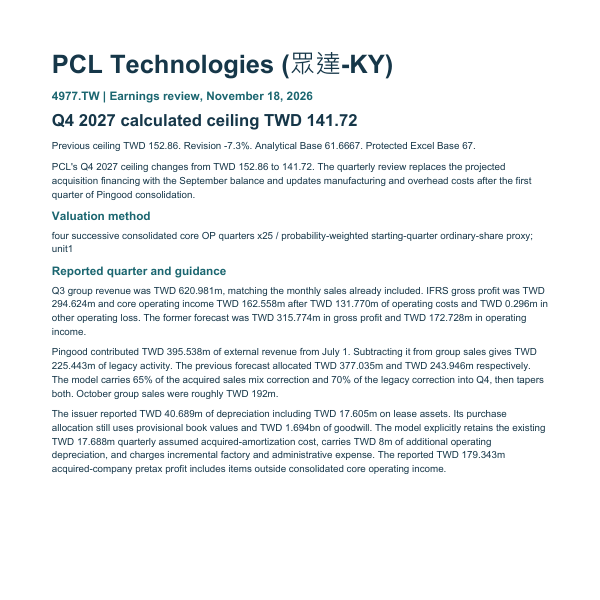 PCL Technologies (眾達-KY)
4977.TW | Earnings review, November 18, 2026
Q4 2027 calculated ceiling TWD 141.72
Previous ceiling TWD 152.86. Revision -7.3%. Analytical Base 61.6667. Protected Excel Base 67.
PCL's Q4 2027 ceiling changes from TWD 152.86 to 141.72. The quarterly review replaces the projected
acquisition financing with the September balance and updates manufacturing and overhead costs after the first
quarter of Pingood consolidation.
Valuation method
four successive consolidated core OP quarters x25 / probability-weighted starting-quarter ordinary-share proxy;
unit1
Reported quarter and guidance
Q3 group revenue was TWD 620.981m, matching the monthly sales already included. IFRS gross profit was TWD
294.624m and core operating income TWD 162.558m after TWD 131.770m of operating costs and TWD 0.296m in
other operating loss. The former forecast was TWD 315.774m in gross profit and TWD 172.728m in operating
income.
Pingood contributed TWD 395.538m of external revenue from July 1. Subtracting it from group sales gives TWD
225.443m of legacy activity. The previous forecast allocated TWD 377.035m and TWD 243.946m respectively.
The model carries 65% of the acquired sales mix correction and 70% of the legacy correction into Q4, then tapers
both. October group sales were roughly TWD 192m.
The issuer reported TWD 40.689m of depreciation including TWD 17.605m on lease assets. Its purchase
allocation still uses provisional book values and TWD 1.694bn of goodwill. The model explicitly retains the existing
TWD 17.688m quarterly assumed acquired-amortization cost, carries TWD 8m of additional operating
depreciation, and charges incremental factory and administrative expense. The reported TWD 179.343m
acquired-company pretax profit includes items outside consolidated core operating income.